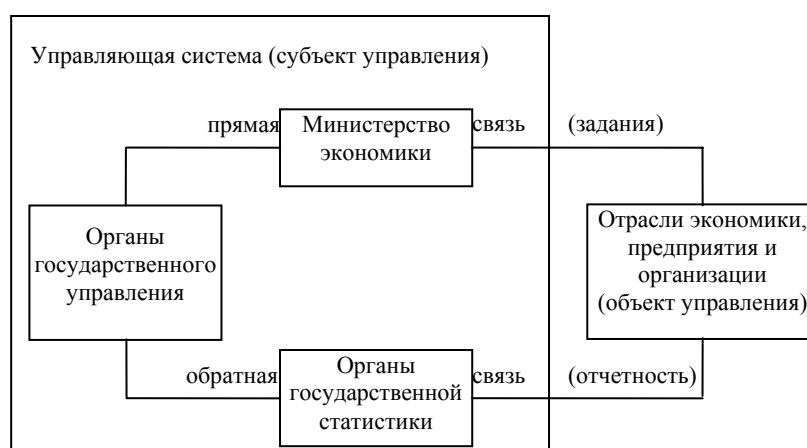 Управляющая система (субъект управления)
прямая
Министерство
экономики
связь
(задания)
Органы
государственного
управления
Отрасли экономики,
предприятия и
организации
(объект управления)
обратная
Органы
государственной
статистики
связь
(отчетность)